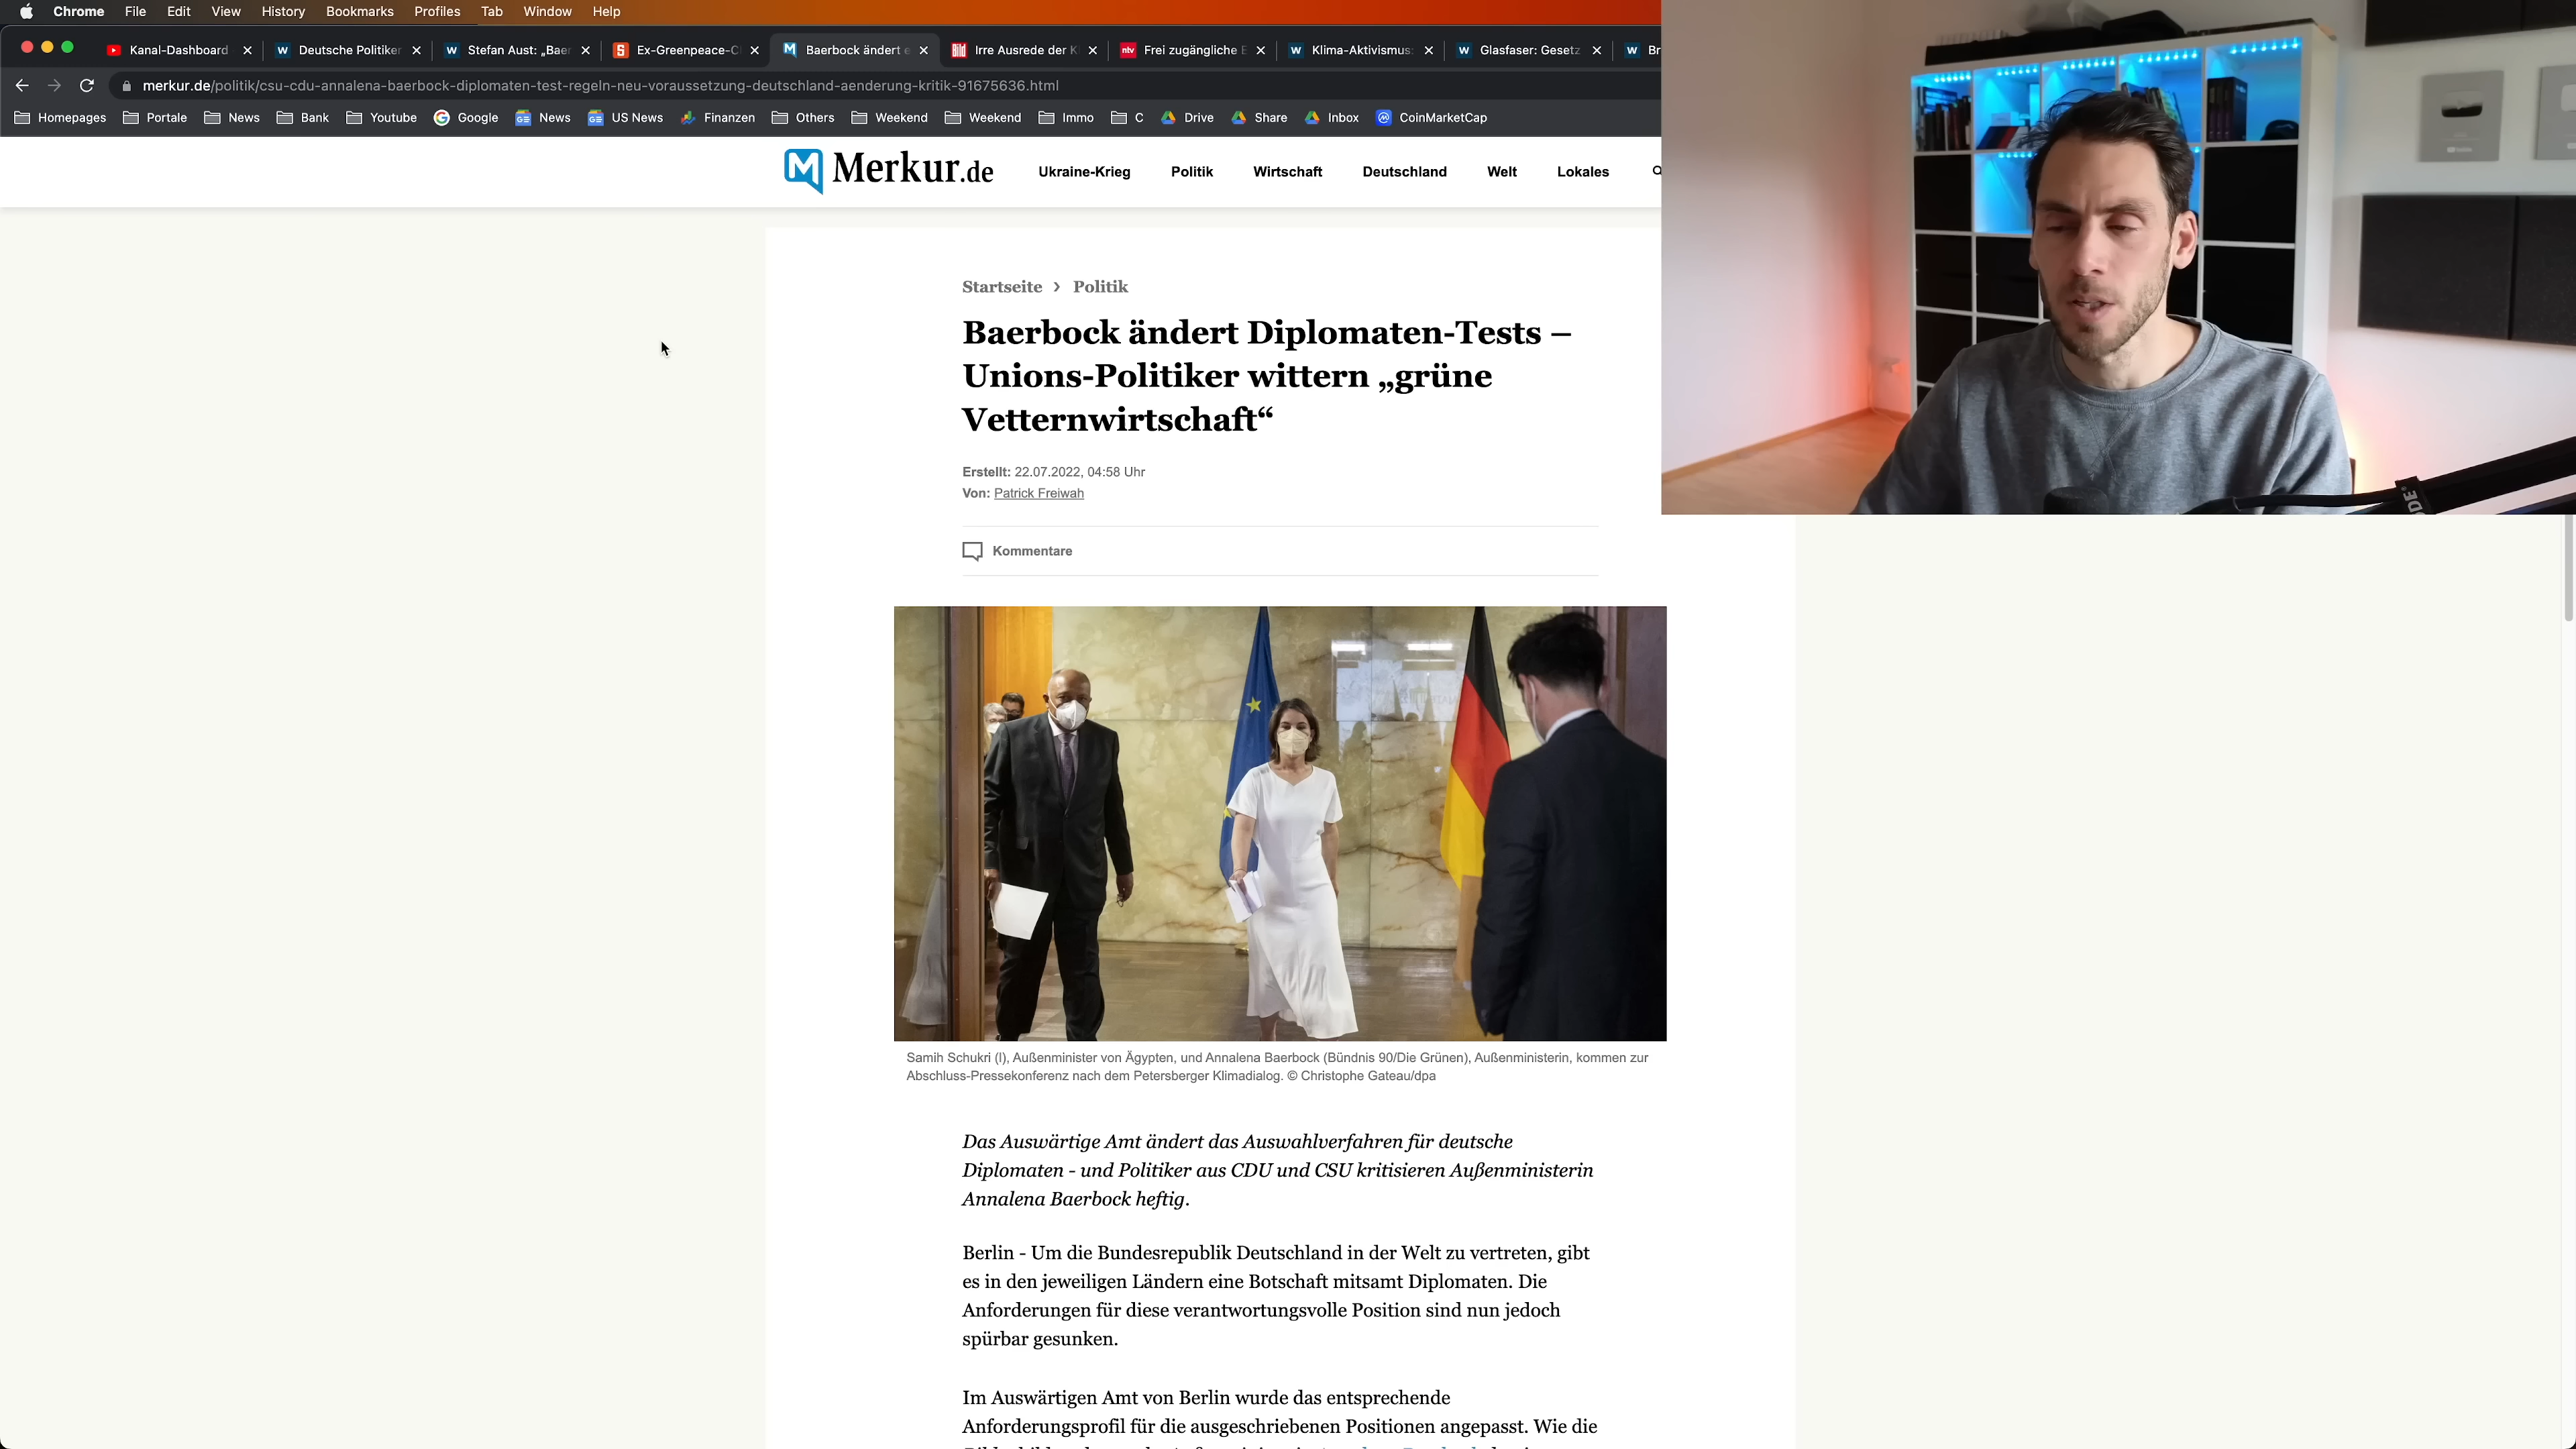 Chrome File Edit View History Bookmarks Profiles Tab Window Help
Kanal-Dashboard Deutsche Politiker Stefan Aust: „Baer Ex-Greenpeace-C Baerbock ändert e Irre Ausrede der K Frei zugängliche E Klima-Aktivismus: Glasfaser: Gesetz Br
merkur.de/politik/csu-cdu-annalena-baerbock-diplomaten-test-regeln-neu-voraussetzung-deutschland-aenderung-kritik-91675636.html
Homepages Portale News Bank Youtube Google News US News Finanzen Others Weekend Weekend Immo C Drive Share Inbox CoinMarketCap
Merkur.de Ukraine-Krieg Politik Wirtschaft Deutschland Welt Lokales
Startseite › Politik
Baerbock ändert Diplomaten-Tests –
Unions-Politiker wittern „grüne
Vetternwirtschaft“
Erstellt: 22.07.2022, 04:58 Uhr
Von: Patrick Freiwah
Kommentare
Samih Schukri (l), Außenminister von Ägypten, und Annalena Baerbock (Bündnis 90/Die Grünen), Außenministerin, kommen zur
Abschluss-Pressekonferenz nach dem Petersberger Klimadialog. © Christophe Gateau/dpa
Das Auswärtige Amt ändert das Auswahlverfahren für deutsche
Diplomaten - und Politiker aus CDU und CSU kritisieren Außenministerin
Annalena Baerbock heftig.
Berlin - Um die Bundesrepublik Deutschland in der Welt zu vertreten, gibt
es in den jeweiligen Ländern eine Botschaft mitsamt Diplomaten. Die
Anforderungen für diese verantwortungsvolle Position sind nun jedoch
spürbar gesunken.
Im Auswärtigen Amt von Berlin wurde das entsprechende
Anforderungsprofil für die ausgeschriebenen Positionen angepasst. Wie die